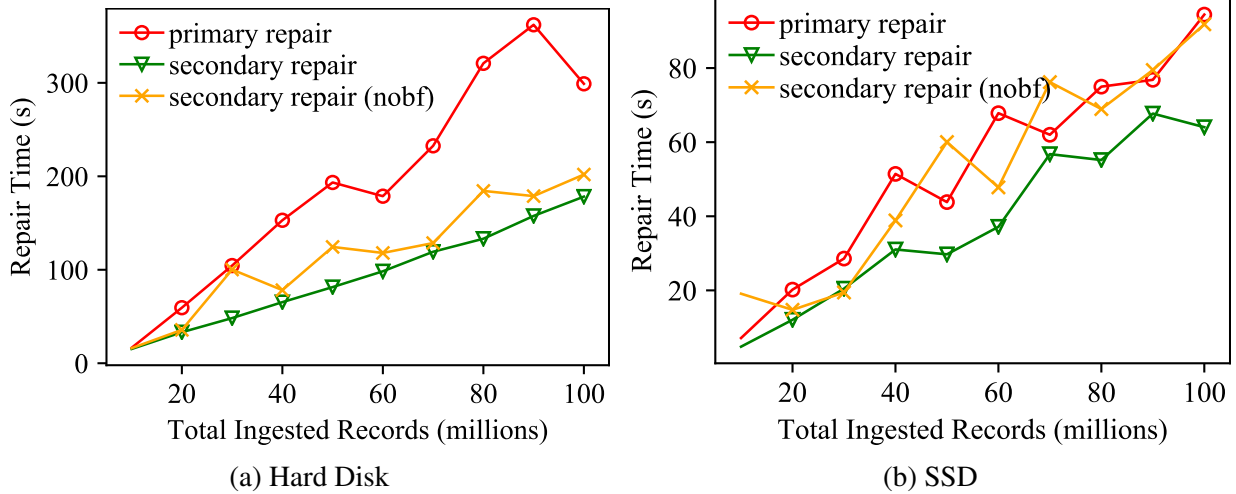 primary repair
secondary repair
secondary repair (nobf)
Repair Time (s)
300
200
100
0
20
40
60
80
100
Total Ingested Records (millions)
(a) Hard Disk
primary repair
secondary repair
secondary repair (nobf)
Repair Time (s)
80
60
40
20
20
40
60
80
100
Total Ingested Records (millions)
(b) SSD